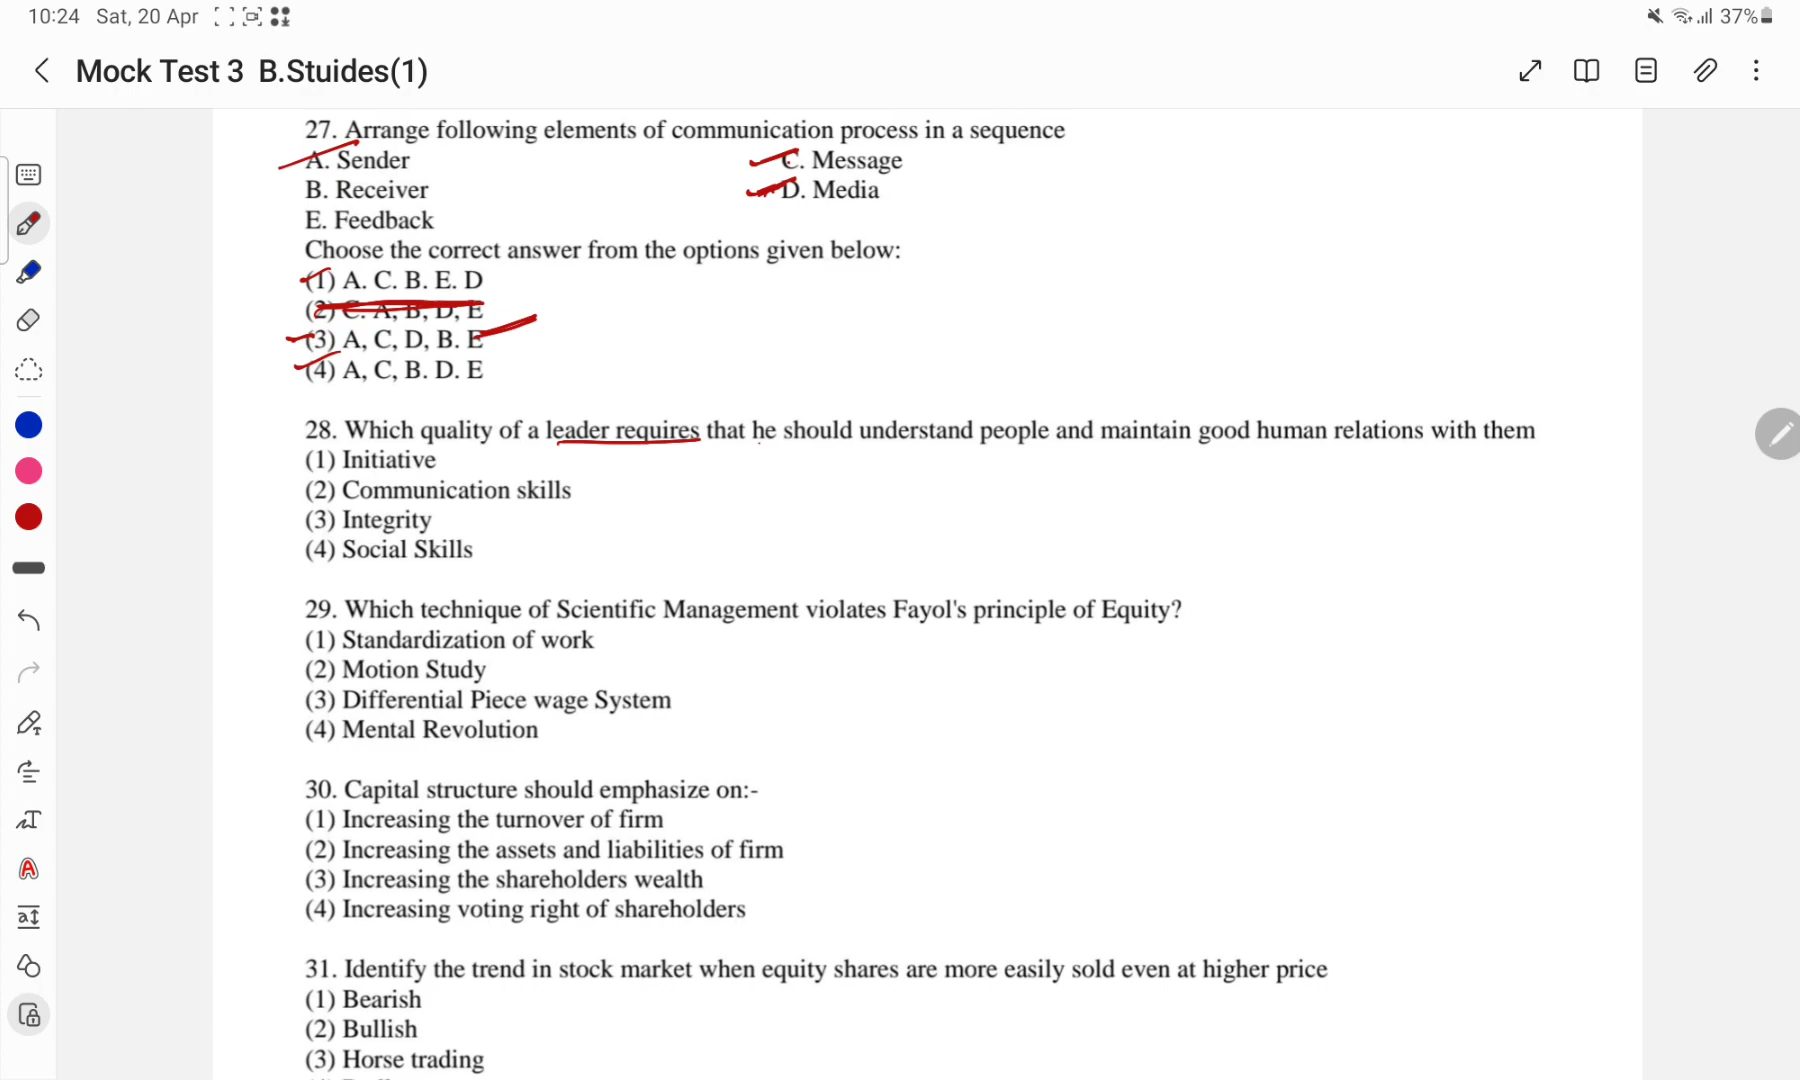 10:24 Sat, 20 Apr
37%
Mock Test 3 B.Stuides(1)
27. Arrange following elements of communication process in a sequence
A. Sender
C. Message
B. Receiver
D. Media
E. Feedback
Choose the correct answer from the options given below:
(1) A. C. B. E. D
(2) C. A, B, D, E
(3) A, C, D, B. E
(4) A, C, B. D. E
28. Which quality of a leader requires that he should understand people and maintain good human relations with them
(1) Initiative
(2) Communication skills
(3) Integrity
(4) Social Skills
29. Which technique of Scientific Management violates Fayol's principle of Equity?
(1) Standardization of work
(2) Motion Study
(3) Differential Piece wage System
(4) Mental Revolution
30. Capital structure should emphasize on:-
(1) Increasing the turnover of firm
(2) Increasing the assets and liabilities of firm
(3) Increasing the shareholders wealth
(4) Increasing voting right of shareholders
31. Identify the trend in stock market when equity shares are more easily sold even at higher price
(1) Bearish
(2) Bullish
(3) Horse trading